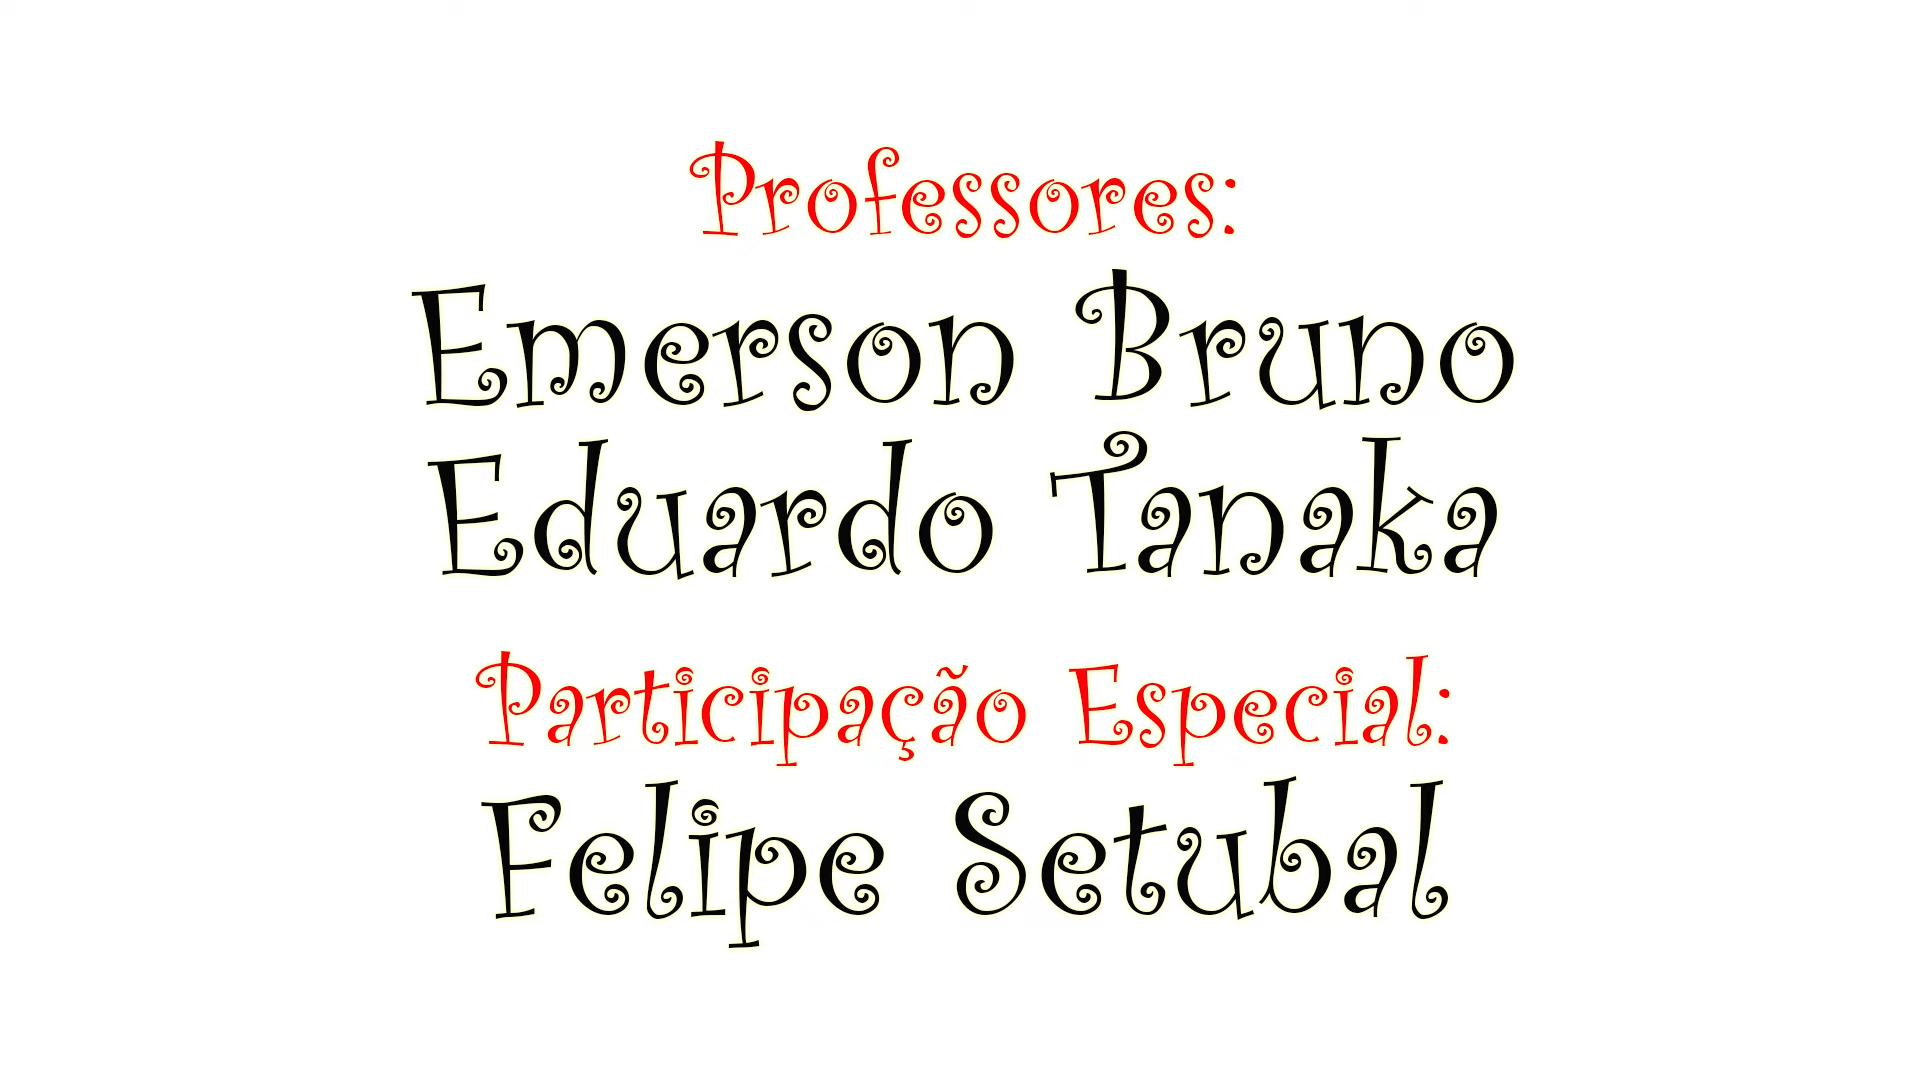 Professores:
Emerson Bruno
Eduardo Tanaka
Participação Especial:
Felipe Setubal